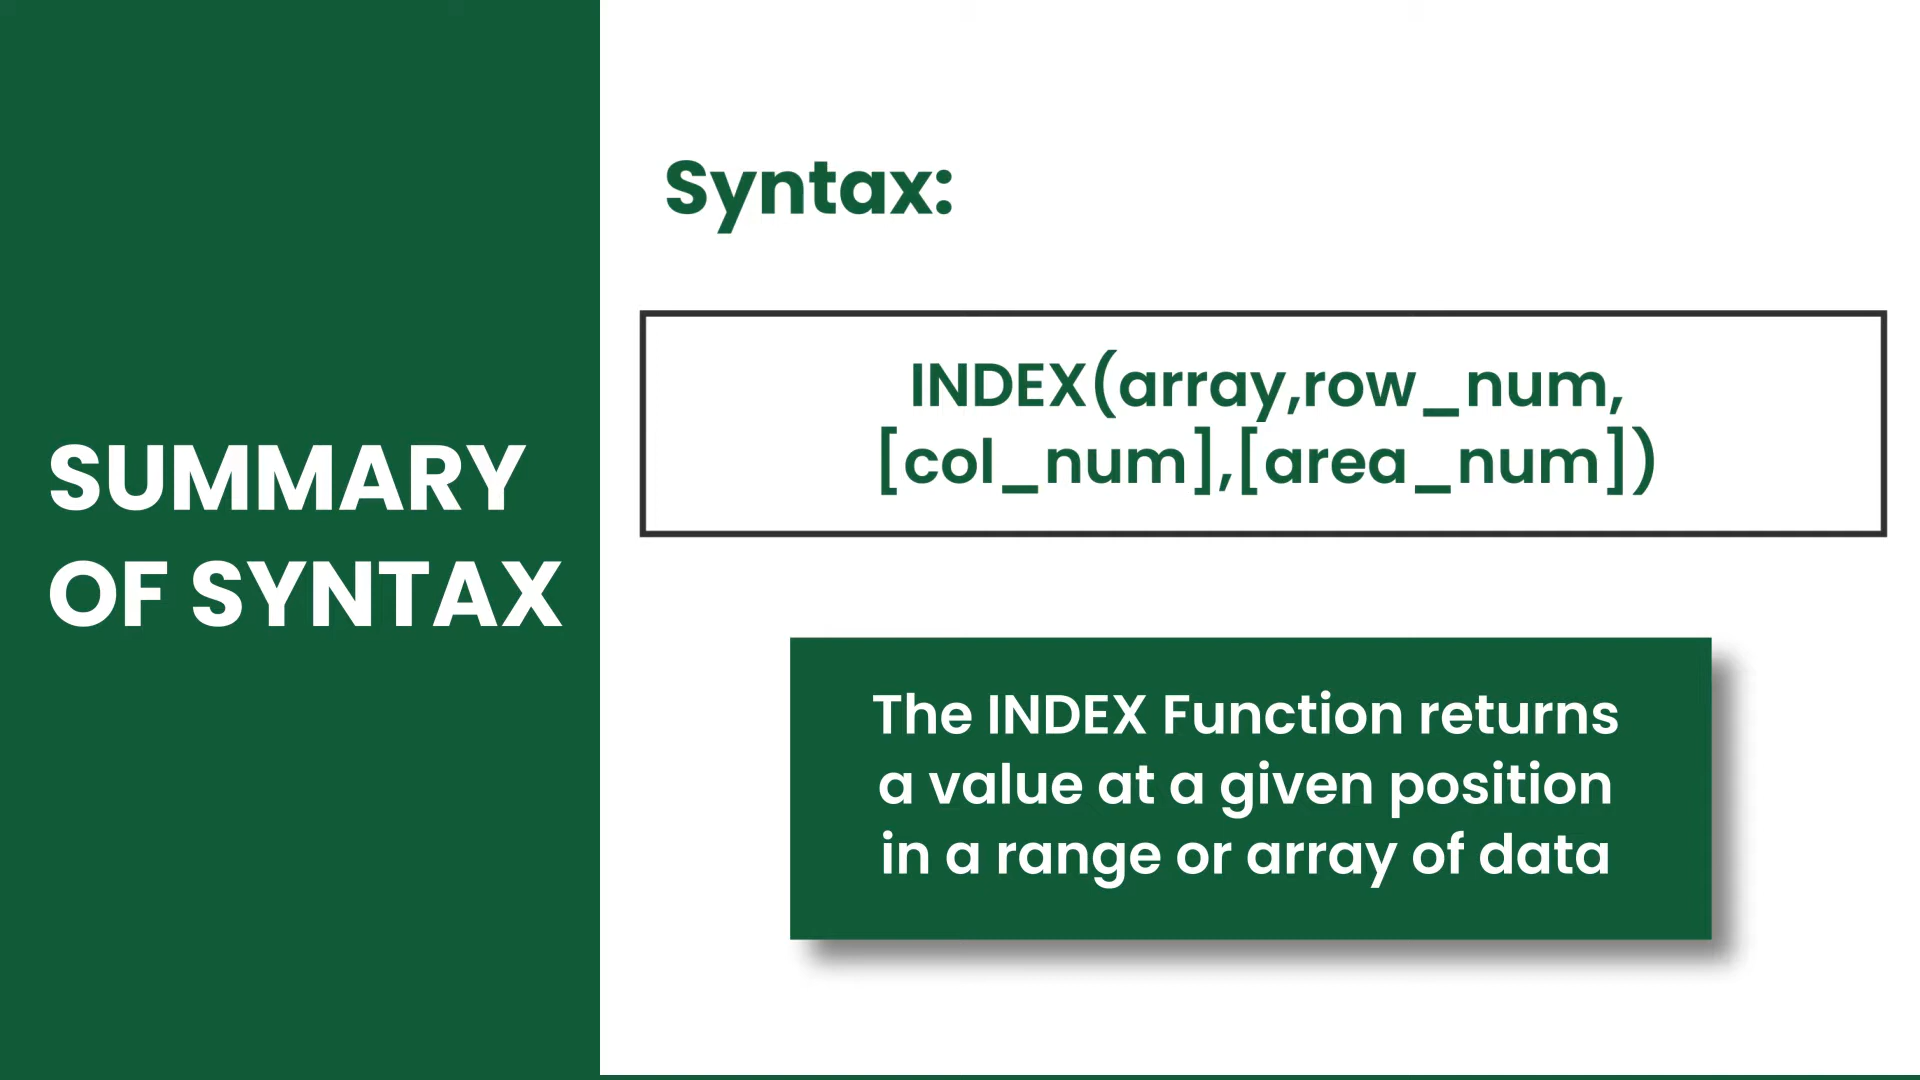 SUMMARY
OF SYNTAX
Syntax:
INDEX(array,row_num,
[col_num],[area_num])
The INDEX Function returns
a value at a given position
in a range or array of data